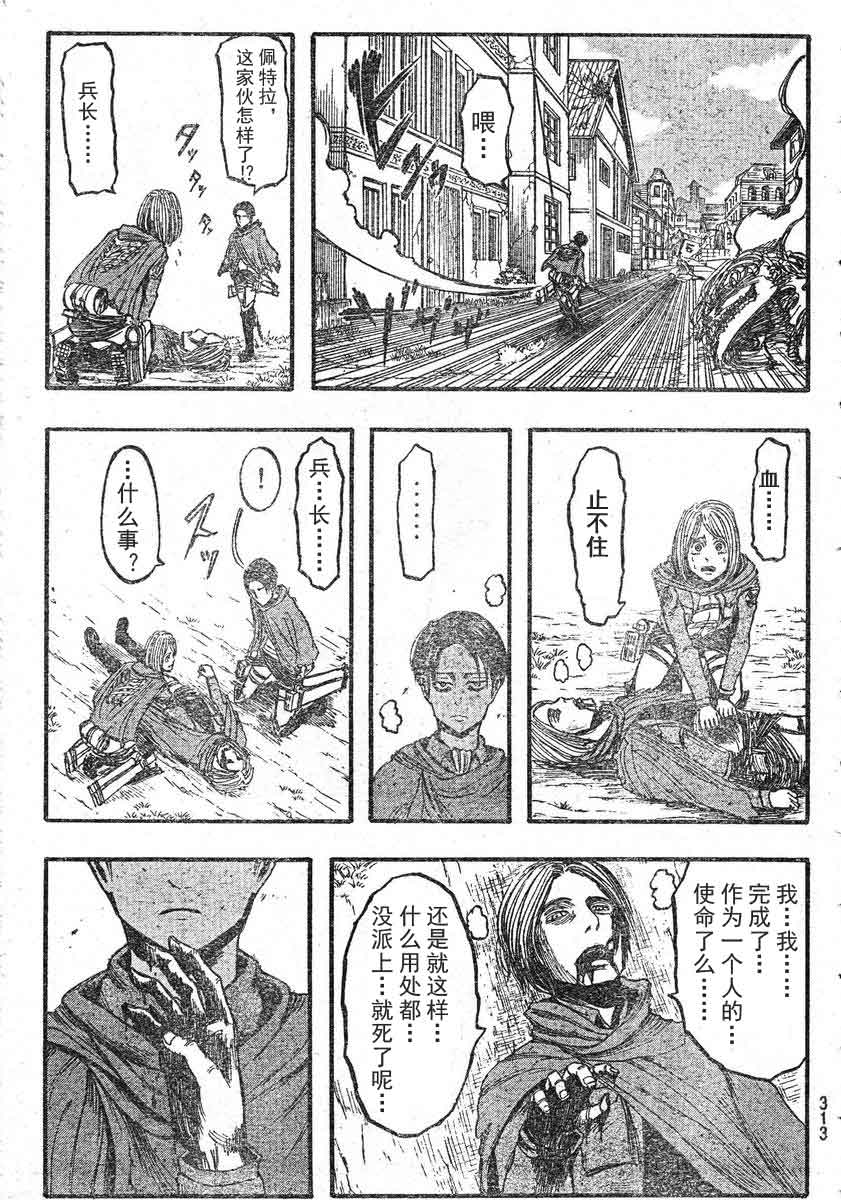 喂…
佩特拉，
这家伙怎样了!?
兵长……
タッ
タッ
タッ
血……
止不住
……
兵…长……
！
…什么事？
スッ
我…我……
完成了…
作为一个人的…
使命了么……
还是就这样…
什么用处都…
没派上…就死了呢…
313